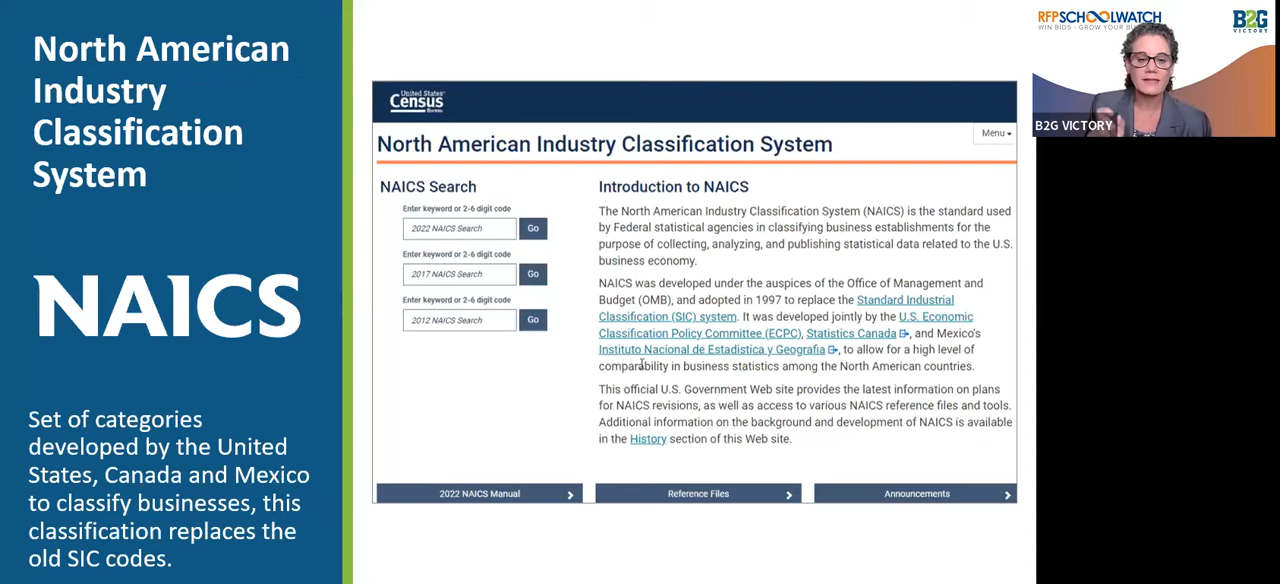 North American
Industry
Classification
System
NAICS
Set of categories
developed by the United
States, Canada and Mexico
to classify businesses, this
classification replaces the
old SIC codes.
United States®
Census
Bureau
Menu
North American Industry Classification System
NAICS Search
Enter keyword or 2-6 digit code
2022 NAICS Search
Go
Enter keyword or 2-6 digit code
2017 NAICS Search
Go
Enter keyword or 2-6 digit code
2012 NAICS Search
Go
Introduction to NAICS
The North American Industry Classification System (NAICS) is the standard used
by Federal statistical agencies in classifying business establishments for the
purpose of collecting, analyzing, and publishing statistical data related to the U.S.
business economy.
NAICS was developed under the auspices of the Office of Management and
Budget (OMB), and adopted in 1997 to replace the Standard Industrial
Classification (SIC) system. It was developed jointly by the U.S. Economic
Classification Policy Committee (ECPC), Statistics Canada, and Mexico's
Instituto Nacional de Estadistica y Geografia, to allow for a high level of
comparability in business statistics among the North American countries.
This official U.S. Government Web site provides the latest information on plans
for NAICS revisions, as well as access to various NAICS reference files and tools.
Additional information on the background and development of NAICS is available
in the History section of this Web site.
2022 NAICS Manual
Reference Files
Announcements
RFPSCHOOLWATCH
WIN BIDS - GROW YOUR
B2G
VICTORY
B2G VICTORY